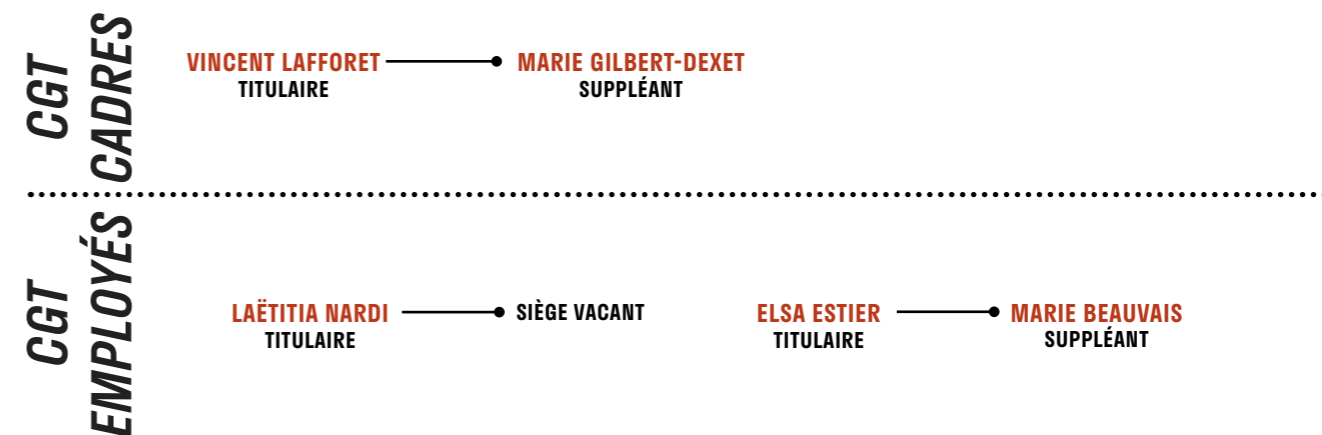 CGT
CADRES
VINCENT LAFFORET
TITULAIRE
MARIE GILBERT-DEXET
SUPPLÉANT
CGT
EMPLOYÉS
LAËTITIA NARDI
TITULAIRE
SIÈGE VACANT
ELSA ESTIER
TITULAIRE
MARIE BEAUVAIS
SUPPLÉANT